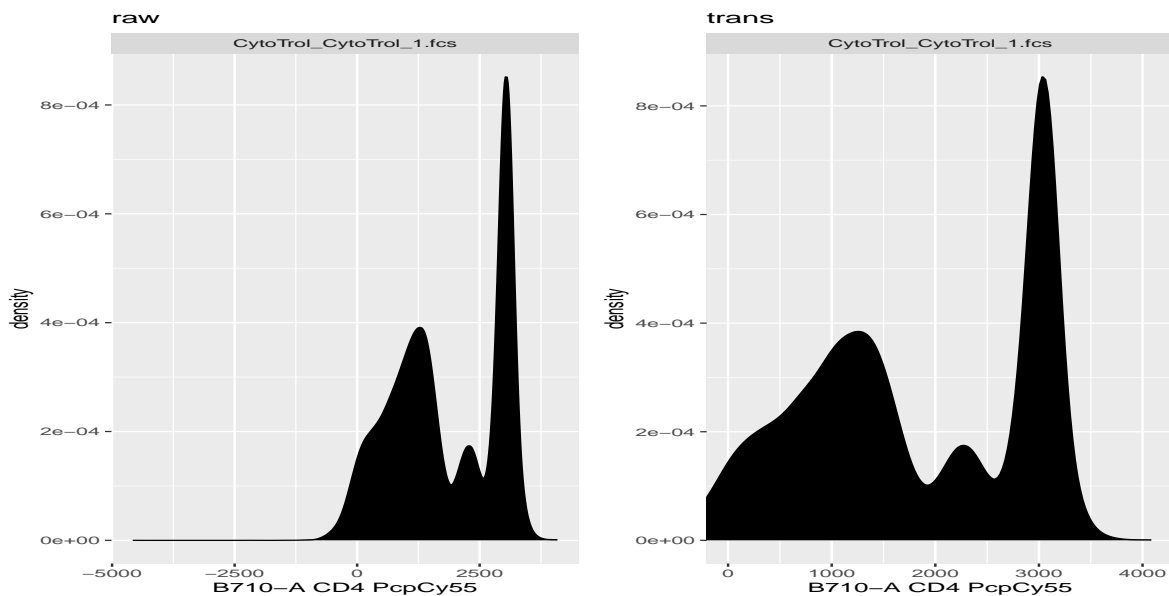 raw
CytoTrol_CytoTrol_1.fcs
8e−04
6e−04
4e−04
2e−04
0e+00
density
−5000 −2500 0 2500
B710−A CD4 PcpCy55
trans
CytoTrol_CytoTrol_1.fcs
8e−04
6e−04
4e−04
2e−04
0e+00
density
0 1000 2000 3000 4000
B710−A CD4 PcpCy55